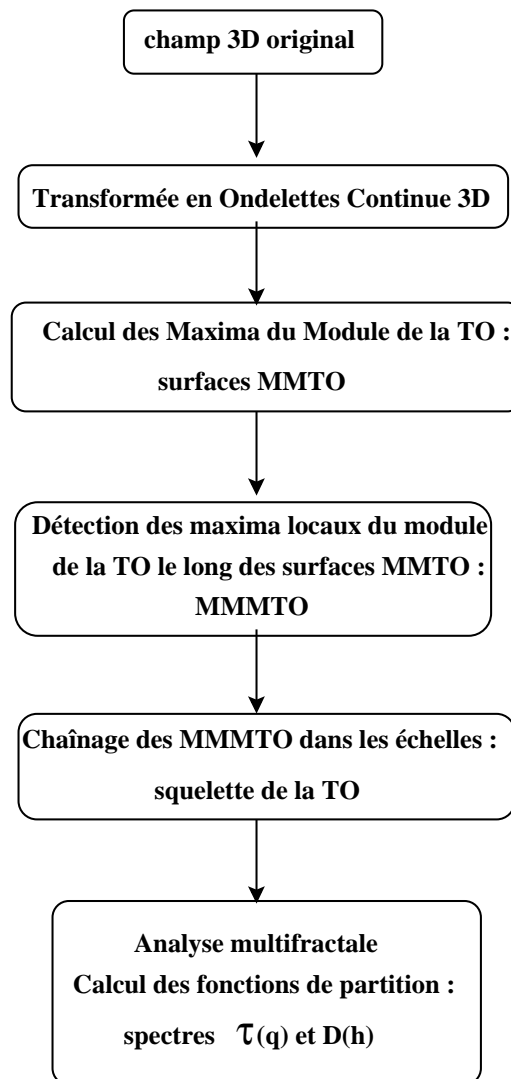 champ 3D original
Transformée en Ondelettes Continue 3D
Calcul des Maxima du Module de la TO :
surfaces MMTO
Détection des maxima locaux du module
de la TO le long des surfaces MMTO :
MMMTO
Chaînage des MMMTO dans les échelles :
squelette de la TO
Analyse multifractale
Calcul des fonctions de partition :
spectres τ(q) et D(h)